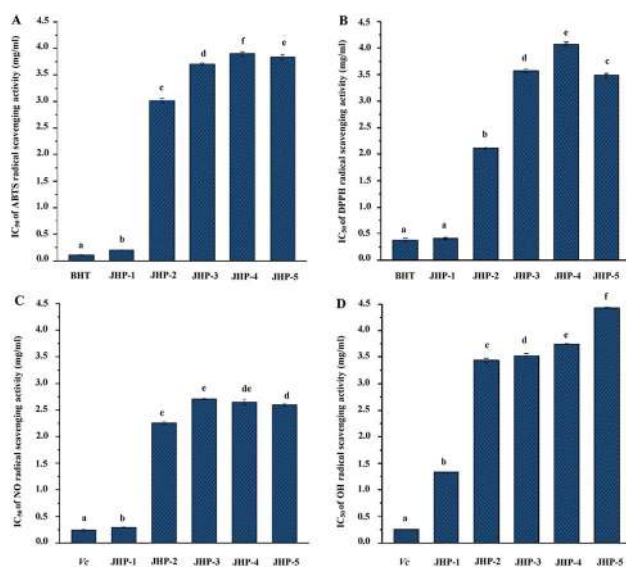 A
IC50 of ABTS radical scavenging activity (mg/ml)
4.5
4.0
3.5
3.0
2.5
2.0
1.5
1.0
0.5
0.0
a
b
c
d
f
e
BHT JHP-1 JHP-2 JHP-3 JHP-4 JHP-5
B
IC50 of DPPH radical scavenging activity (mg/ml)
4.5
4.0
3.5
3.0
2.5
2.0
1.5
1.0
0.5
0.0
a
a
b
d
e
c
BHT JHP-1 JHP-2 JHP-3 JHP-4 JHP-5
C
IC50 of NO radical scavenging activity (mg/ml)
4.5
4.0
3.5
3.0
2.5
2.0
1.5
1.0
0.5
0.0
a
b
c
e
de
d
Vc JHP-1 JHP-2 JHP-3 JHP-4 JHP-5
D
IC50 of OH radical scavenging activity (mg/ml)
4.5
4.0
3.5
3.0
2.5
2.0
1.5
1.0
0.5
0.0
a
b
c
d
e
f
Vc JHP-1 JHP-2 JHP-3 JHP-4 JHP-5